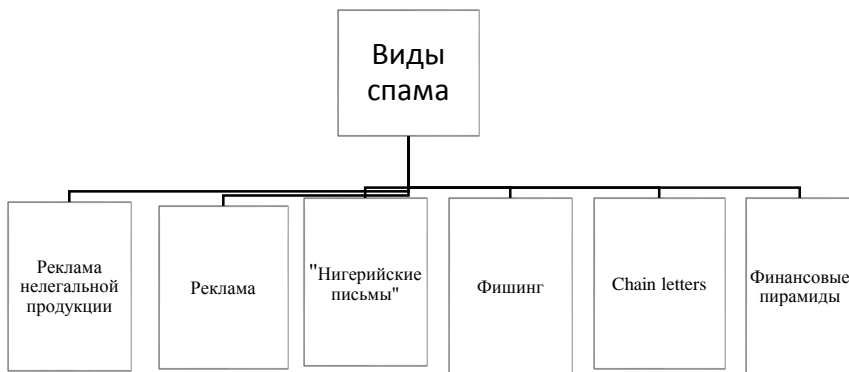 Виды
спама
Реклама
нелегальной
продукции
Реклама
"Нигерийские
письмы"
Фишинг
Chain letters
Финансовые
пирамиды